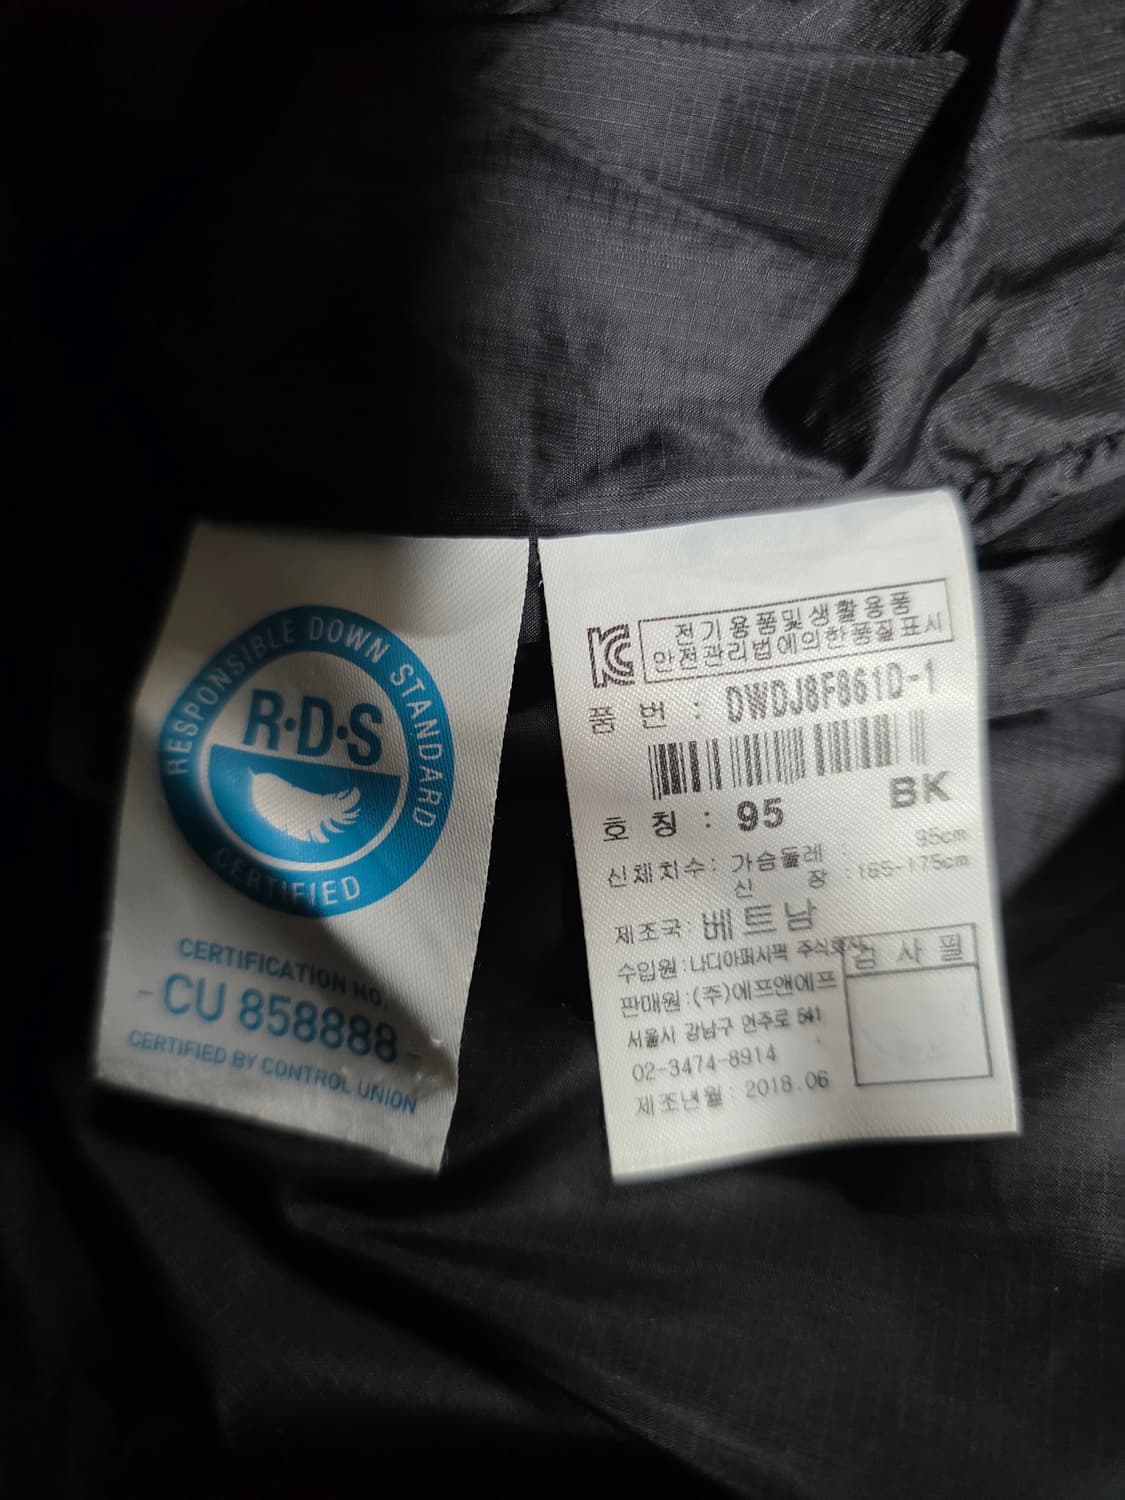 RESPONSIBLE DOWN STANDARD
R·D·S
CERTIFIED
CERTIFICATION NO.
- CU 858888 -
CERTIFIED BY CONTROL UNION
전기용품및생활용품
안전관리법에의한품질표시
품 번 : DWDJ8F861D-1
BK
호 칭 : 95
신체치수: 가슴둘레 : 95cm
신 장 :165-175cm
제조국: 베트남
수입원:나디아퍼시픽 주식회사
검 사 필
판매원:(주)에프앤에프
서울시 강남구 언주로 541
02-3474-8914
제조년월: 2018.06